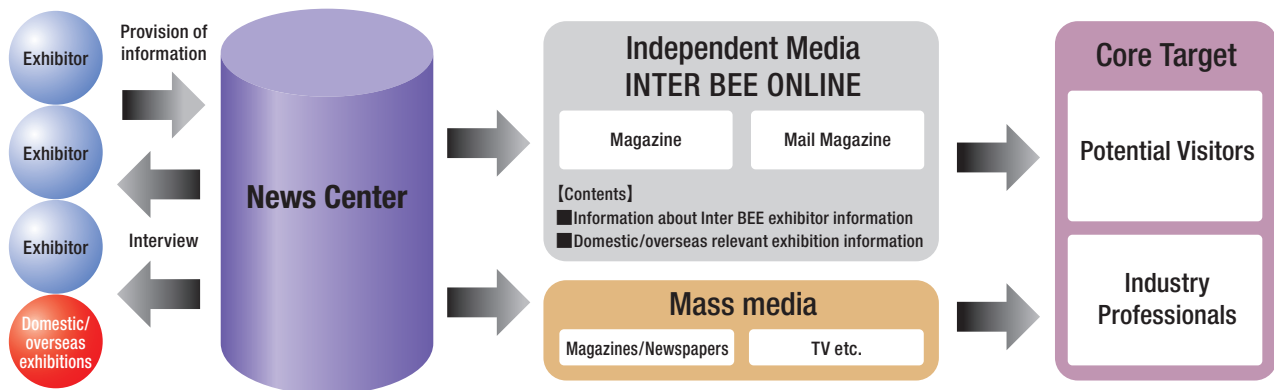 Exhibitor
Exhibitor
Exhibitor
Domestic/
overseas
exhibitions
Provision of
information
Interview
News Center
Independent Media
INTER BEE ONLINE
Magazine
Mail Magazine
【Contents】
■Information about Inter BEE exhibitor information
■Domestic/overseas relevant exhibition information
Mass media
Magazines/Newspapers
TV etc.
Core Target
Potential Visitors
Industry
Professionals